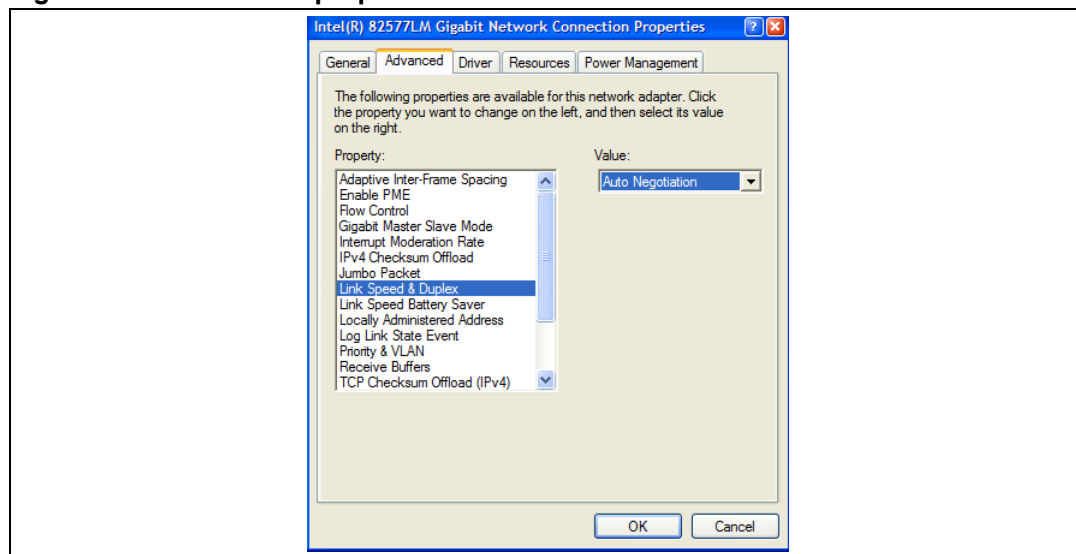 Intel(R) 82577LM Gigabit Network Connection Properties
General Advanced Driver Resources Power Management
The following properties are available for this network adapter. Click
the property you want to change on the left, and then select its value
on the right.
Property:
Value:
Adaptive Inter-Frame Spacing
Enable PME
Flow Control
Gigabit Master Slave Mode
Interrupt Moderation Rate
IPv4 Checksum Offload
Jumbo Packet
Link Speed & Duplex
Link Speed Battery Saver
Locally Administered Address
Log Link State Event
Priority & VLAN
Receive Buffers
TCP Checksum Offload (IPv4)
Auto Negotiation
OK
Cancel